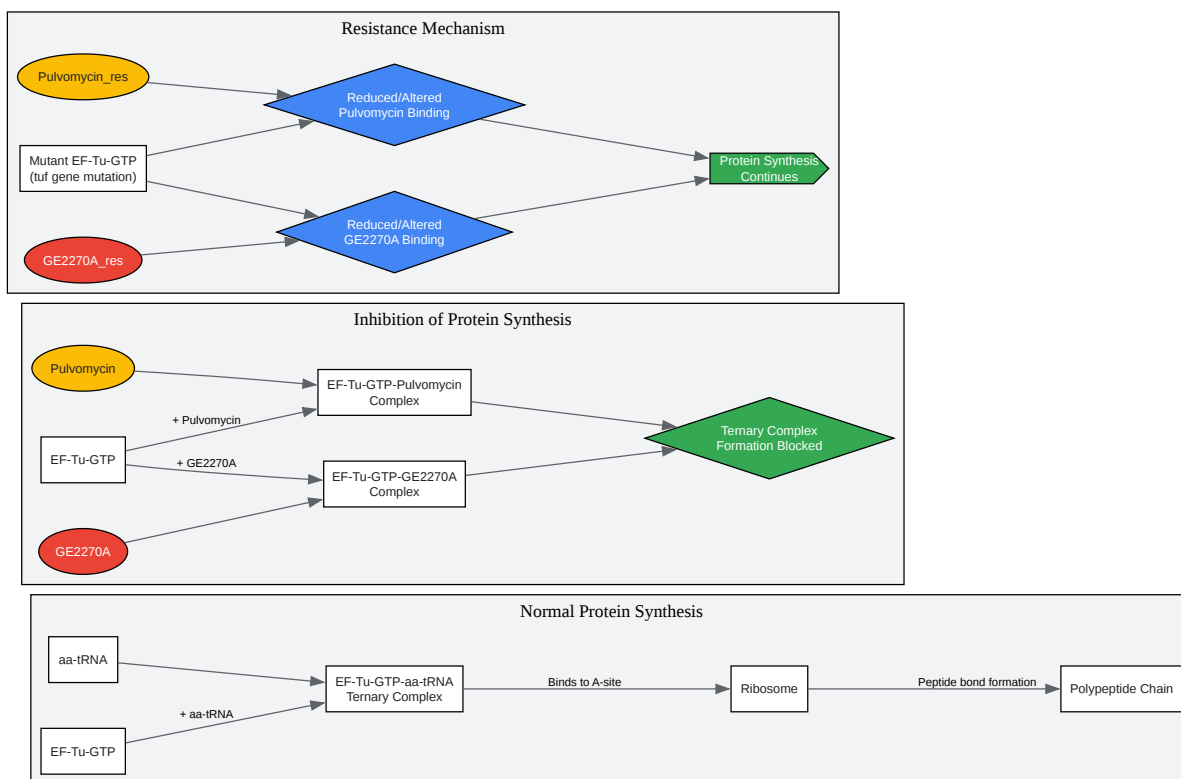 Resistance Mechanism
Pulvomycin_res
Reduced/Altered
Pulvomycin Binding
Mutant EF-Tu-GTP
(tuf gene mutation)
Protein Synthesis
Continues
Reduced/Altered
GE2270A Binding
GE2270A_res
Inhibition of Protein Synthesis
Pulvomycin
EF-Tu-GTP-Pulvomycin
Complex
+ Pulvomycin
EF-Tu-GTP
+ GE2270A
EF-Tu-GTP-GE2270A
Complex
Ternary Complex
Formation Blocked
GE2270A
Normal Protein Synthesis
aa-tRNA
EF-Tu-GTP-aa-tRNA
Ternary Complex
Binds to A-site
Ribosome
Peptide bond formation
Polypeptide Chain
+ aa-tRNA
EF-Tu-GTP